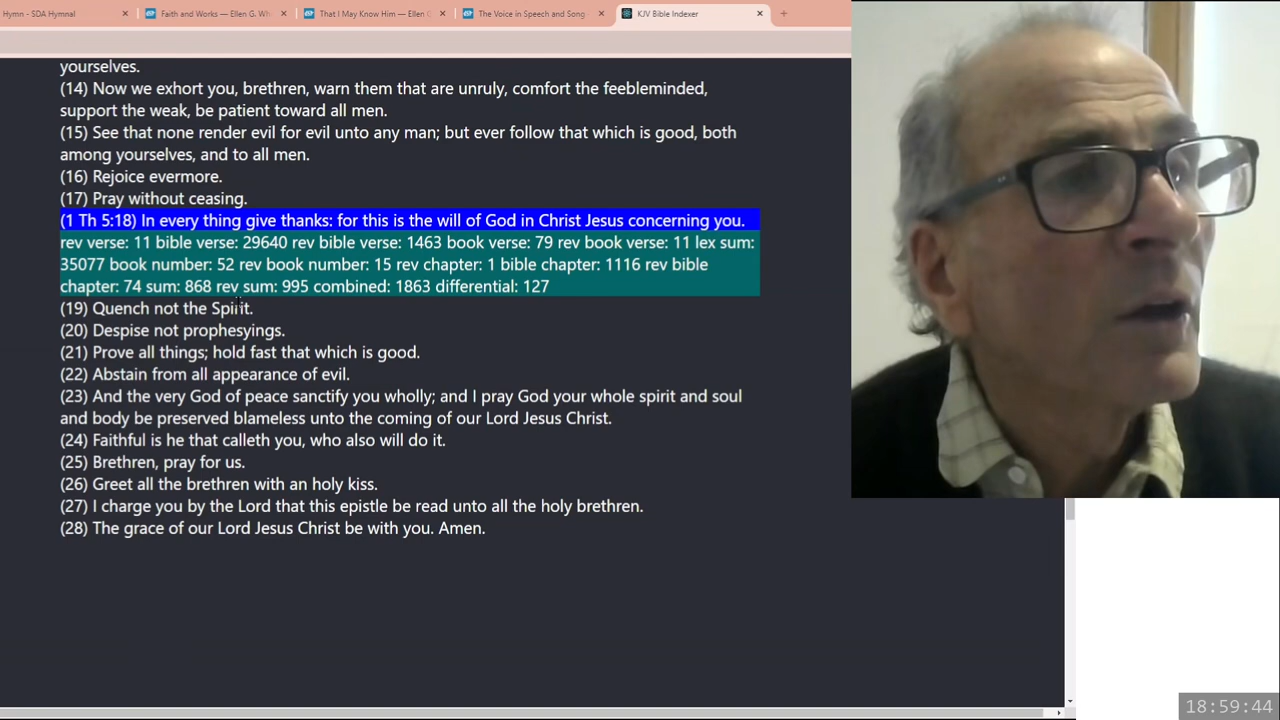 Hymn - SDA Hymnal
Faith and Works — Ellen G. Wh
That I May Know Him — Ellen G
The Voice in Speech and Song
KJV Bible Indexer
yourselves.
(14) Now we exhort you, brethren, warn them that are unruly, comfort the feebleminded,
support the weak, be patient toward all men.
(15) See that none render evil for evil unto any man; but ever follow that which is good, both
among yourselves, and to all men.
(16) Rejoice evermore.
(17) Pray without ceasing.
(1 Th 5:18) In every thing give thanks: for this is the will of God in Christ Jesus concerning you.
rev verse: 11 bible verse: 29640 rev bible verse: 1463 book verse: 79 rev book verse: 11 lex sum:
35077 book number: 52 rev book number: 15 rev chapter: 1 bible chapter: 1116 rev bible
chapter: 74 sum: 868 rev sum: 995 combined: 1863 differential: 127
(19) Quench not the Spirit.
(20) Despise not prophesyings.
(21) Prove all things; hold fast that which is good.
(22) Abstain from all appearance of evil.
(23) And the very God of peace sanctify you wholly; and I pray God your whole spirit and soul
and body be preserved blameless unto the coming of our Lord Jesus Christ.
(24) Faithful is he that calleth you, who also will do it.
(25) Brethren, pray for us.
(26) Greet all the brethren with an holy kiss.
(27) I charge you by the Lord that this epistle be read unto all the holy brethren.
(28) The grace of our Lord Jesus Christ be with you. Amen.
18:59:44